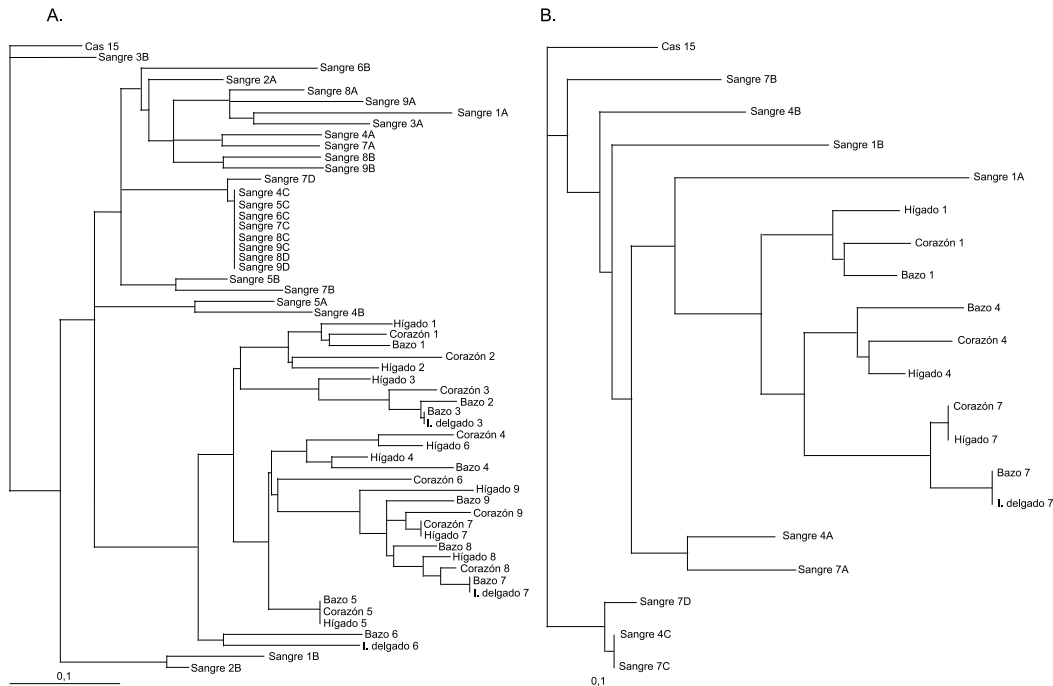 A.
Cas 15
Sangre 3B
Sangre 6B
Sangre 2A
Sangre 8A
Sangre 9A
Sangre 1A
Sangre 3A
Sangre 4A
Sangre 7A
Sangre 8B
Sangre 9B
Sangre 7D
Sangre 4C
Sangre 5C
Sangre 6C
Sangre 7C
Sangre 8C
Sangre 9C
Sangre 8D
Sangre 9D
Sangre 5B
Sangre 7B
Sangre 5A
Sangre 4B
Hígado 1
Corazón 1
Bazo 1
Corazón 2
Hígado 2
Hígado 3
Corazón 3
Bazo 2
Bazo 3
I. delgado 3
Corazón 4
Hígado 6
Hígado 4
Bazo 4
Corazón 6
Hígado 9
Bazo 9
Corazón 9
Corazón 7
Hígado 7
Bazo 8
Hígado 8
Corazón 8
Bazo 7
I. delgado 7
Bazo 5
Corazón 5
Hígado 5
Bazo 6
I. delgado 6
Sangre 1B
Sangre 2B
0,1
B.
Cas 15
Sangre 7B
Sangre 4B
Sangre 1B
Sangre 1A
Hígado 1
Corazón 1
Bazo 1
Bazo 4
Corazón 4
Hígado 4
Corazón 7
Hígado 7
Bazo 7
I. delgado 7
Sangre 4A
Sangre 7A
Sangre 7D
Sangre 4C
Sangre 7C
0,1